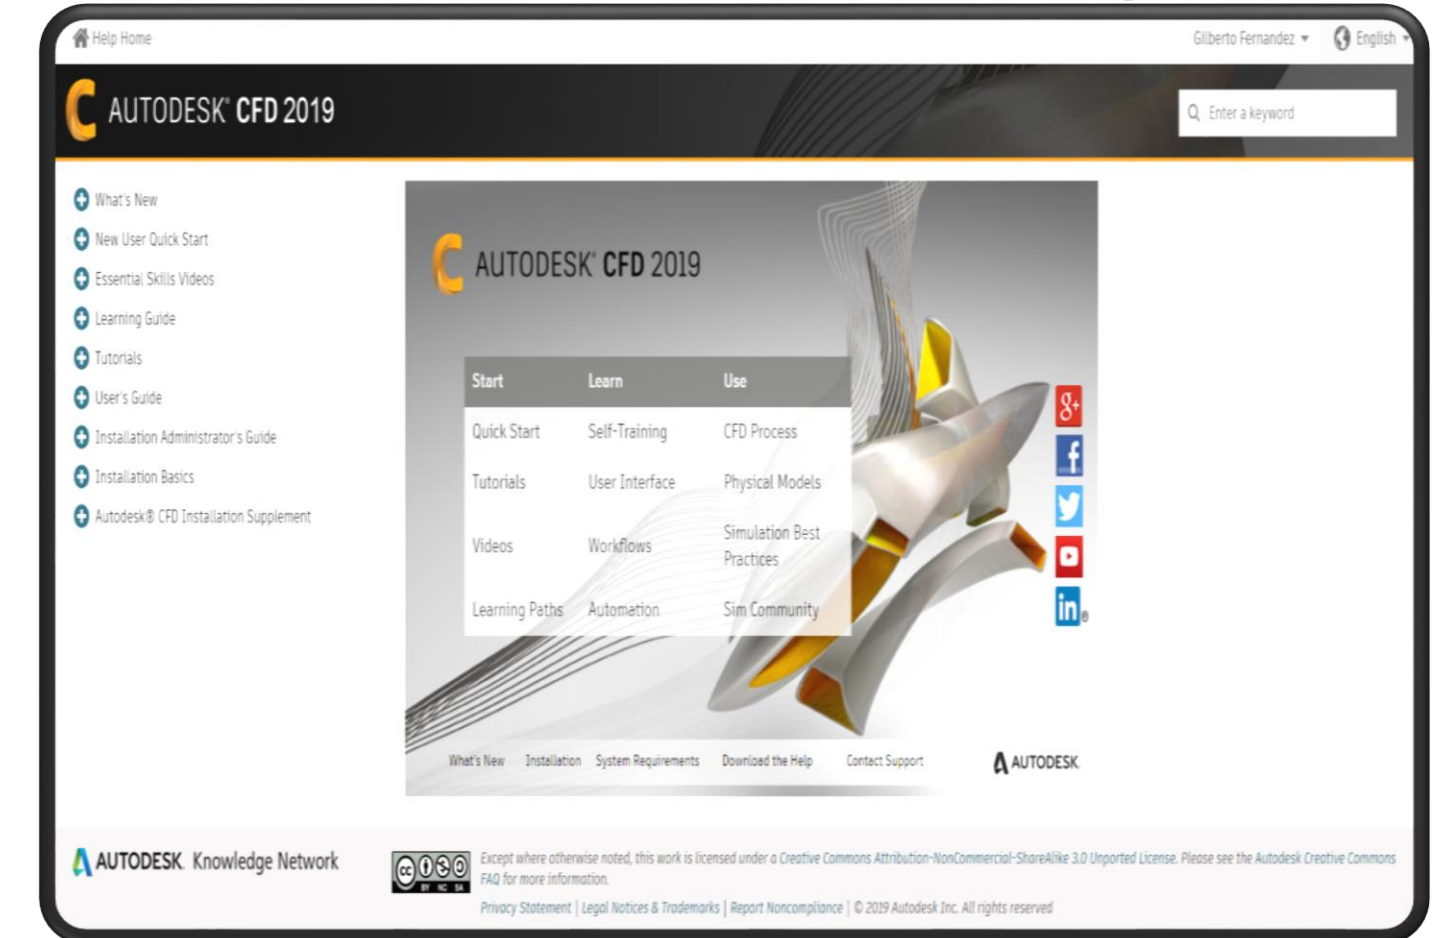 Help Home
Gilberto Fernandez
English
AUTODESK® CFD 2019
Enter a keyword
What's New
New User Quick Start
Essential Skills Videos
Learning Guide
Tutorials
User's Guide
Installation Administrator's Guide
Installation Basics
Autodesk® CFD Installation Supplement
AUTODESK® CFD 2019
Start Learn Use
Quick Start Self-Training CFD Process
Tutorials User Interface Physical Models
Videos Workflows Simulation Best
Practices
Learning Paths Automation Sim Community
g+
f
in®
What's New Installation System Requirements Download the Help Contact Support
AUTODESK.
AUTODESK. Knowledge Network
cc BY NC SA
Except where otherwise noted, this work is licensed under a Creative Commons Attribution-NonCommercial-ShareAlike 3.0 Unported License. Please see the Autodesk Creative Commons
FAQ for more information.
Privacy Statement | Legal Notices & Trademarks | Report Noncompliance | © 2019 Autodesk Inc. All rights reserved